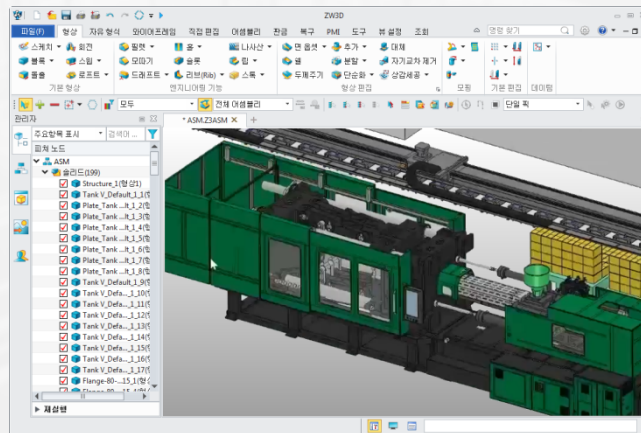 ZW3D
파일(F) 형상 자유 형식 와이어프레임 직접 편집 어셈블리 판금 복구 PMI 도구 뷰 설정 조회 명령 찾기
스케치 회전 필렛 홀 나사산 면 옵셋 추가 대체
블록 스윕 모따기 슬롯 립 쉘 분할 자기교차 제거
돌출 로프트 드래프트 리브(Rib) 스톡 두께주기 단순화 상감세공
기본 형상 엔지니어링 기능 형상 편집 모핑 기본 편집 데이텀
모두 전체 어셈블리 단일 픽
관리자 * ASM.Z3ASM
주요항목 표시 검색어 ...
피쳐 노드
ASM
솔리드(199)
Structure_1(형상1)
Tank V_Default_1_1(
Plate_Tank ...lt_1_2(
Plate_Tank ...lt_1_3(
Plate_Tank ...lt_1_4(
Plate_Tank ...lt_1_5(
Plate_Tank ...lt_1_6(
Plate_Tank ...lt_1_7(
Plate_Tank ...lt_1_8(
Tank V_Default_1_9(
Tank V_Defa..._1_10(
Tank V_Defa..._1_11(
Tank V_Defa..._1_12(
Tank V_Defa..._1_13(
Tank V_Defa..._1_14(
Tank V_Defa..._1_15(
Tank V_Defa..._1_16(
Tank V_Defa..._1_17(
Flange-80-...15_1(형
재생렌